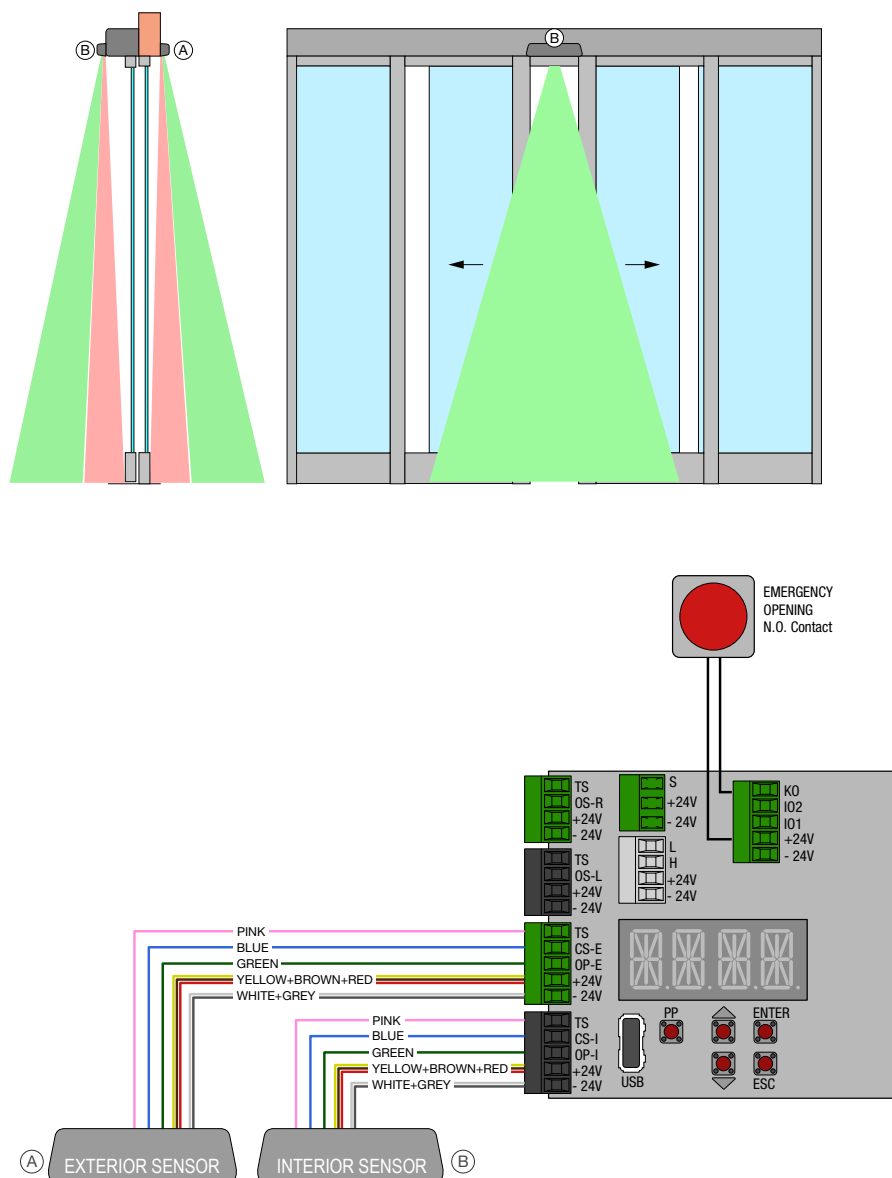 B
A
B
EMERGENCY
OPENING
N.O. Contact
TS
OS-R
+24V
- 24V
S
+24V
- 24V
KO
IO2
IO1
+24V
- 24V
TS
OS-L
+24V
- 24V
L
H
+24V
- 24V
PINK
BLUE
GREEN
YELLOW+BROWN+RED
WHITE+GREY
TS
CS-E
OP-E
+24V
- 24V
PINK
BLUE
GREEN
YELLOW+BROWN+RED
WHITE+GREY
TS
CS-I
OP-I
+24V
- 24V
USB
PP
ENTER
ESC
A
EXTERIOR SENSOR
INTERIOR SENSOR
B